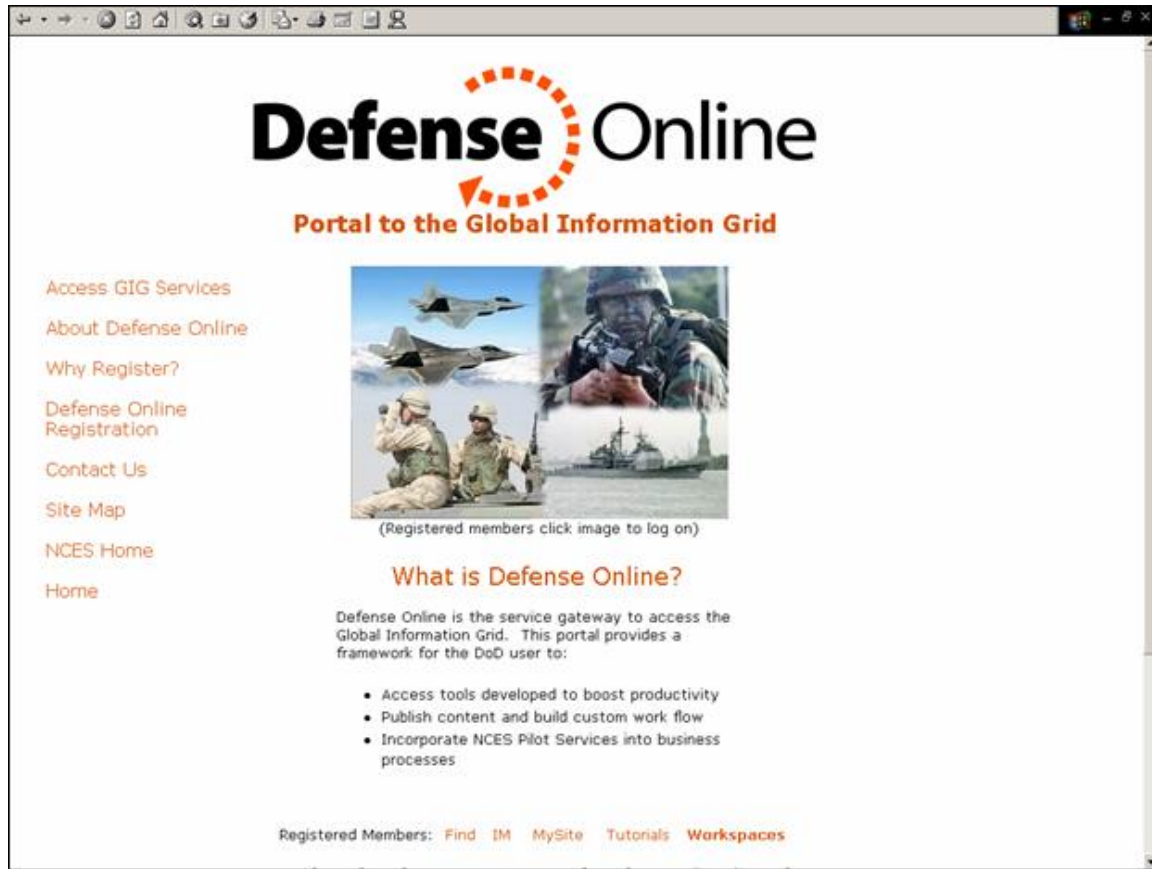 Defense Online
Portal to the Global Information Grid
Access GIG Services
About Defense Online
Why Register?
Defense Online
Registration
Contact Us
Site Map
NCES Home
Home
(Registered members click image to log on)
What is Defense Online?
Defense Online is the service gateway to access the
Global Information Grid. This portal provides a
framework for the DoD user to:
• Access tools developed to boost productivity
• Publish content and build custom work flow
• Incorporate NCES Pilot Services into business
processes
Registered Members: Find IM MySite Tutorials Workspaces